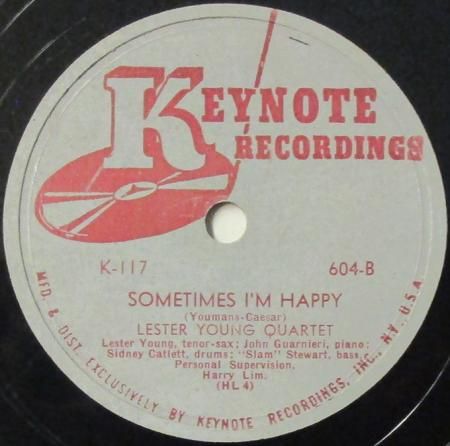 KEYNOTE
RECORDINGS
K-117
604-B
SOMETIMES I'M HAPPY
(Youmans-Caesar)
LESTER YOUNG QUARTET
Lester Young, tenor-sax; John Guarnieri, piano;
Sidney Catlett, drums; "Slam" Stewart, bass.
Personal Supervision,
Harry Lim.
(HL 4)
MFD. & DIST. EXCLUSIVELY BY KEYNOTE RECORDINGS, INC., N.Y., U.S.A.